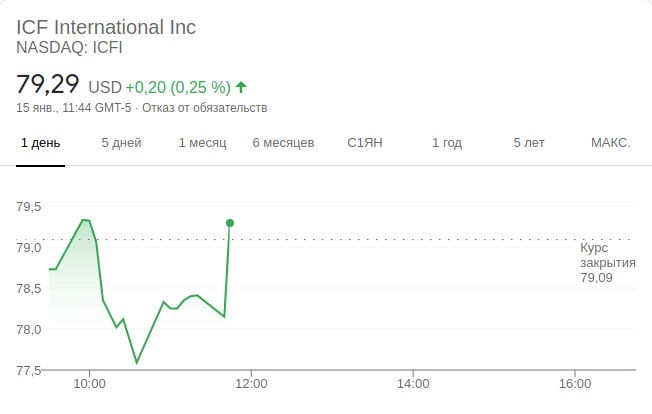 ICF International Inc
NASDAQ: ICFI
79,29 USD +0,20 (0,25 %)
15 янв., 11:44 GMT-5 · Отказ от обязательств
1 день 5 дней 1 месяц 6 месяцев С1ЯН 1 год 5 лет МАКС.
79,5
79,0
78,5
78,0
77,5
Курс
закрытия
79,09
10:00 12:00 14:00 16:00